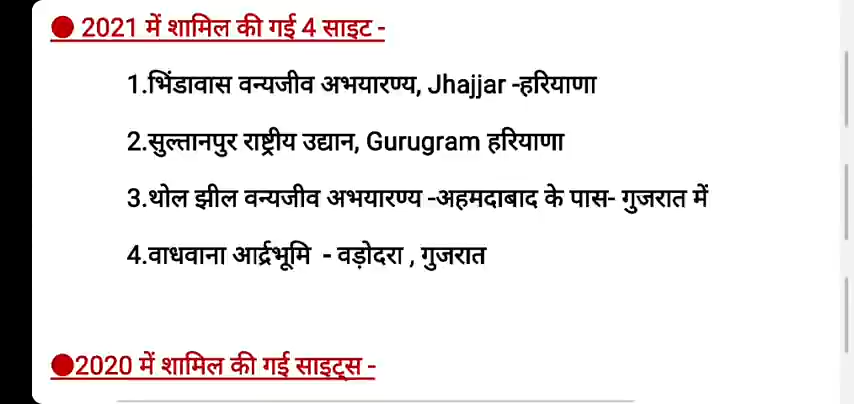 ● 2021 में शामिल की गई 4 साइट -
1.भिंडावास वन्यजीव अभयारण्य, Jhajjar -हरियाणा
2.सुल्तानपुर राष्ट्रीय उद्यान, Gurugram हरियाणा
3.थोल झील वन्यजीव अभयारण्य -अहमदाबाद के पास- गुजरात में
4.वाधवाना आर्द्रभूमि - वड़ोदरा , गुजरात
●2020 में शामिल की गई साइट्स -